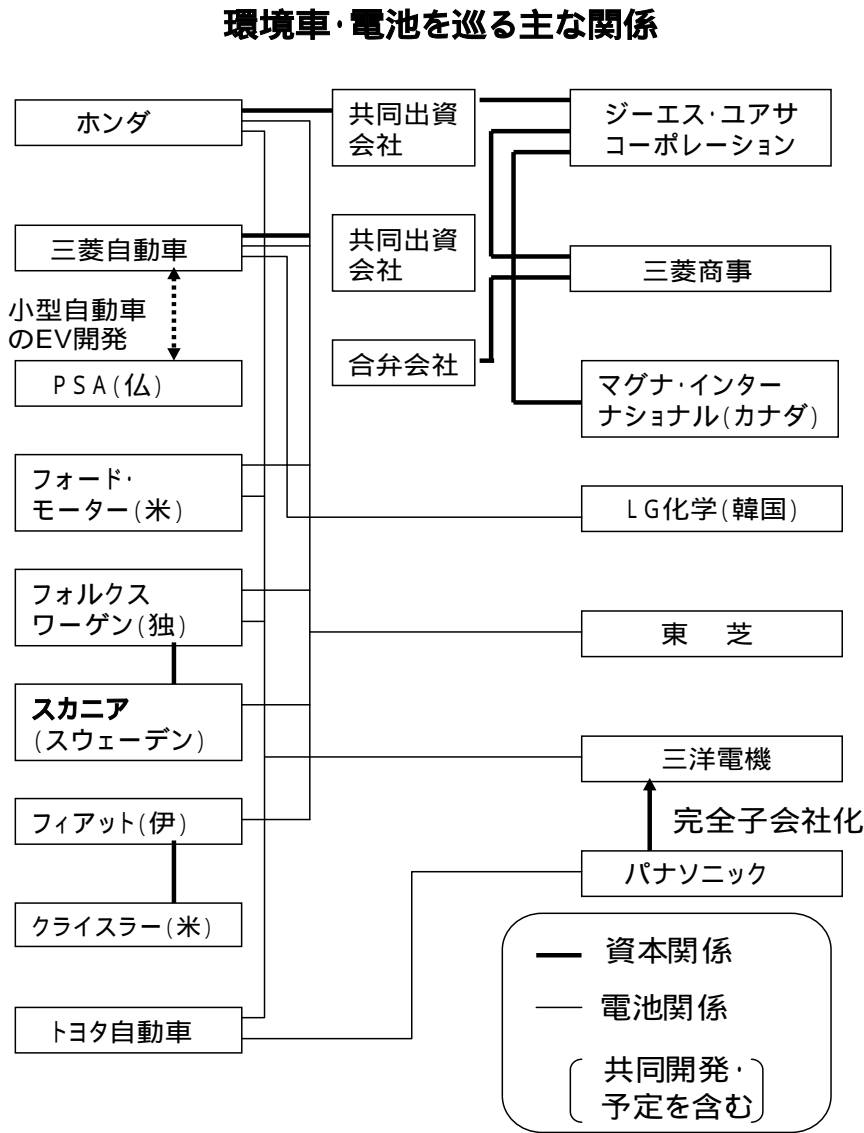 環境車・電池を巡る主な関係
ホンダ
共同出資
会社
ジーエス・ユアサ
コーポレーション
三菱自動車
共同出資
会社
三菱商事
小型自動車
のEV開発
合弁会社
PSA(仏)
マグナ・インター
ナショナル(カナダ)
フォード・
モーター(米)
LG化学(韓国)
フォルクス
ワーゲン(独)
東 芝
スカニア
(スウェーデン)
三洋電機
フィアット(伊)
完全子会社化
パナソニック
クライスラー(米)
資本関係
電池関係
トヨタ自動車
共同開発・
予定を含む